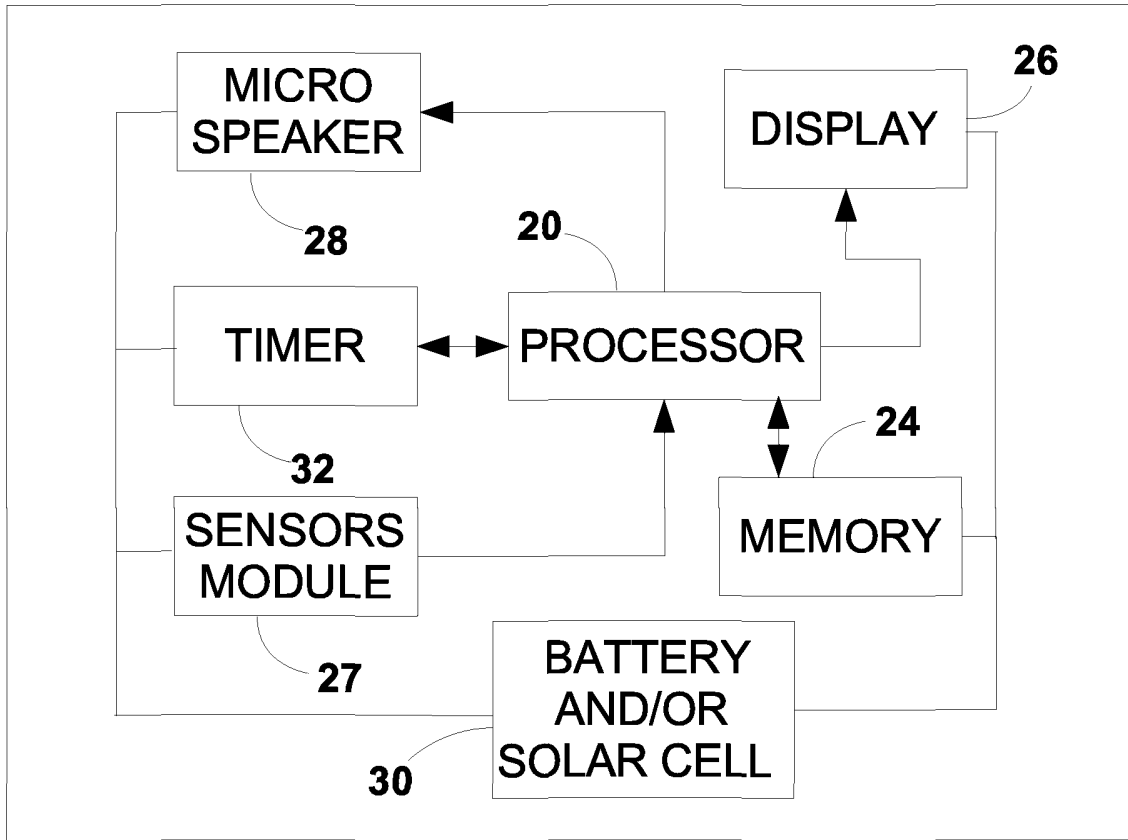 MICRO
SPEAKER
28
26
DISPLAY
20
TIMER
32
PROCESSOR
24
MEMORY
SENSORS
MODULE
27
BATTERY
AND/OR
SOLAR CELL
30